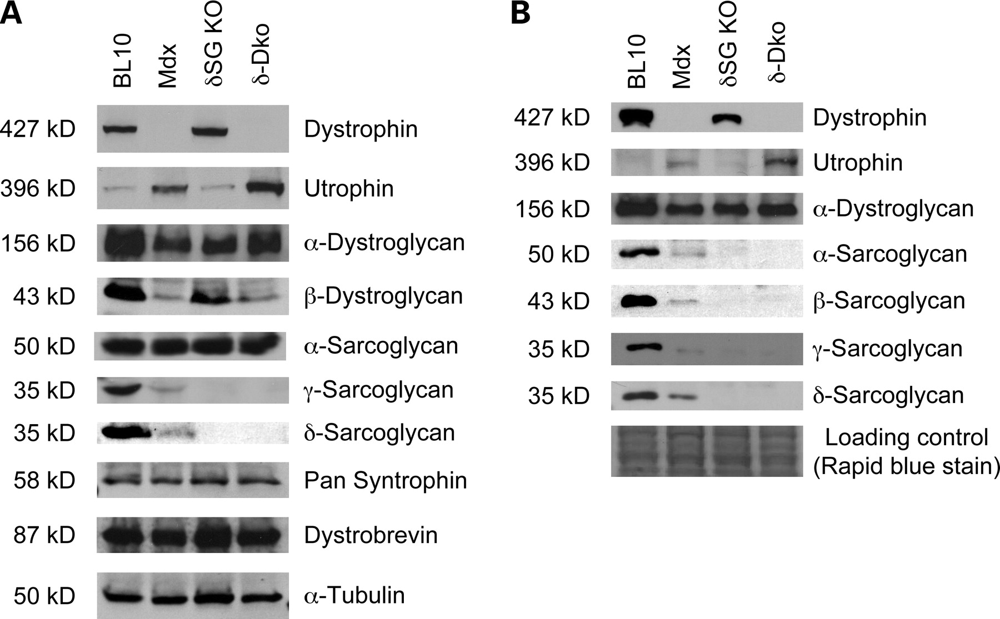 A
BL10
Mdx
δSG KO
δ-Dko
427 kD Dystrophin
396 kD Utrophin
156 kD α-Dystroglycan
43 kD β-Dystroglycan
50 kD α-Sarcoglycan
35 kD γ-Sarcoglycan
35 kD δ-Sarcoglycan
58 kD Pan Syntrophin
87 kD Dystrobrevin
50 kD α-Tubulin
B
BL10
Mdx
δSG KO
δ-Dko
427 kD Dystrophin
396 kD Utrophin
156 kD α-Dystroglycan
50 kD α-Sarcoglycan
43 kD β-Sarcoglycan
35 kD γ-Sarcoglycan
35 kD δ-Sarcoglycan
Loading control
(Rapid blue stain)